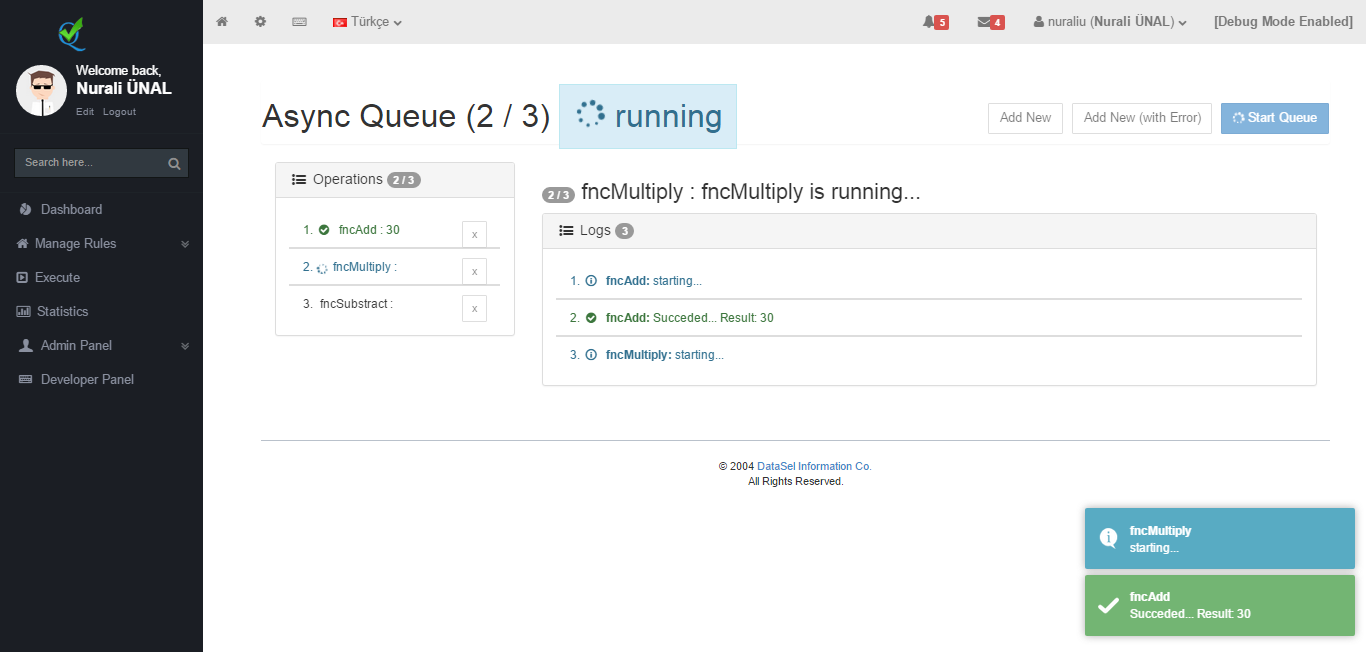 Türkçe
5
4
nuraliu (Nurali ÜNAL)
[Debug Mode Enabled]
Welcome back,
Nurali ÜNAL
Edit Logout
Search here...
Dashboard
Manage Rules
Execute
Statistics
Admin Panel
Developer Panel
Async Queue (2 / 3) running
Add New
Add New (with Error)
Start Queue
Operations 2 / 3
1. fncAdd : 30 x
2. fncMultiply : x
3. fncSubstract : x
2 / 3 fncMultiply : fncMultiply is running...
Logs 3
1. fncAdd: starting...
2. fncAdd: Succeded... Result: 30
3. fncMultiply: starting...
© 2004 DataSel Information Co.
All Rights Reserved.
fncMultiply
starting...
fncAdd
Succeded... Result: 30